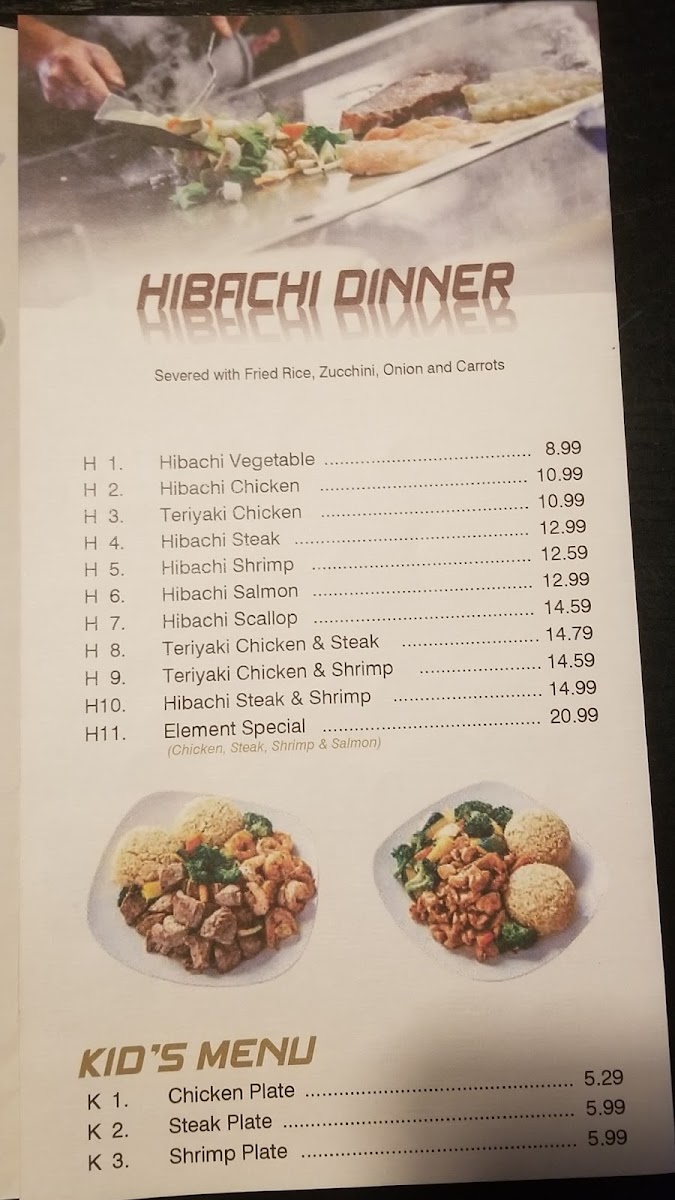 HIBACHI DINNER
Severed with Fried Rice, Zucchini, Onion and Carrots
H 1. Hibachi Vegetable ........................................ 8.99
H 2. Hibachi Chicken ........................................ 10.99
H 3. Teriyaki Chicken ........................................ 10.99
H 4. Hibachi Steak ............................................. 12.99
H 5. Hibachi Shrimp .......................................... 12.59
H 6. Hibachi Salmon .......................................... 12.99
H 7. Hibachi Scallop .......................................... 14.59
H 8. Teriyaki Chicken & Steak .......................... 14.79
H 9. Teriyaki Chicken & Shrimp ....................... 14.59
H10. Hibachi Steak & Shrimp ............................ 14.99
H11. Element Special .......................................... 20.99
(Chicken, Steak, Shrimp & Salmon)
KID'S MENU
K 1. Chicken Plate .................................................... 5.29
K 2. Steak Plate ........................................................ 5.99
K 3. Shrimp Plate ..................................................... 5.99